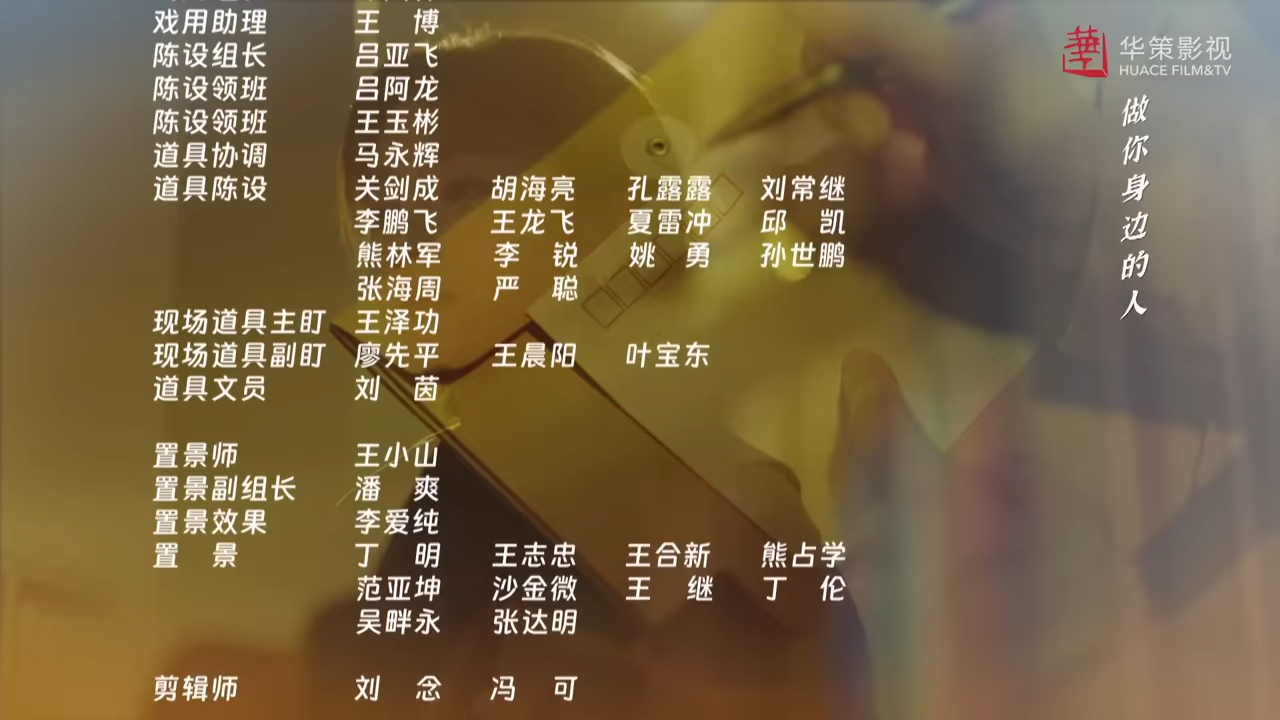 戏用助理 王 博
陈设组长 吕亚飞
陈设领班 吕阿龙
陈设领班 王玉彬
道具协调 马永辉
道具陈设 关剑成 胡海亮 孔露露 刘常继
李鹏飞 王龙飞 夏雷冲 邱 凯
熊林军 李 锐 姚 勇 孙世鹏
张海周 严 聪
现场道具主盯 王泽功
现场道具副盯 廖先平 王晨阳 叶宝东
道具文员 刘 茵
置景师 王小山
置景副组长 潘 爽
置景效果 李爱纯
置 景 丁 明 王志忠 王合新 熊占学
范亚坤 沙金微 王 继 丁 伦
吴畔永 张达明
剪辑师 刘 念 冯 可
華 华策影视
HUACE FILM&TV
做你身边的人